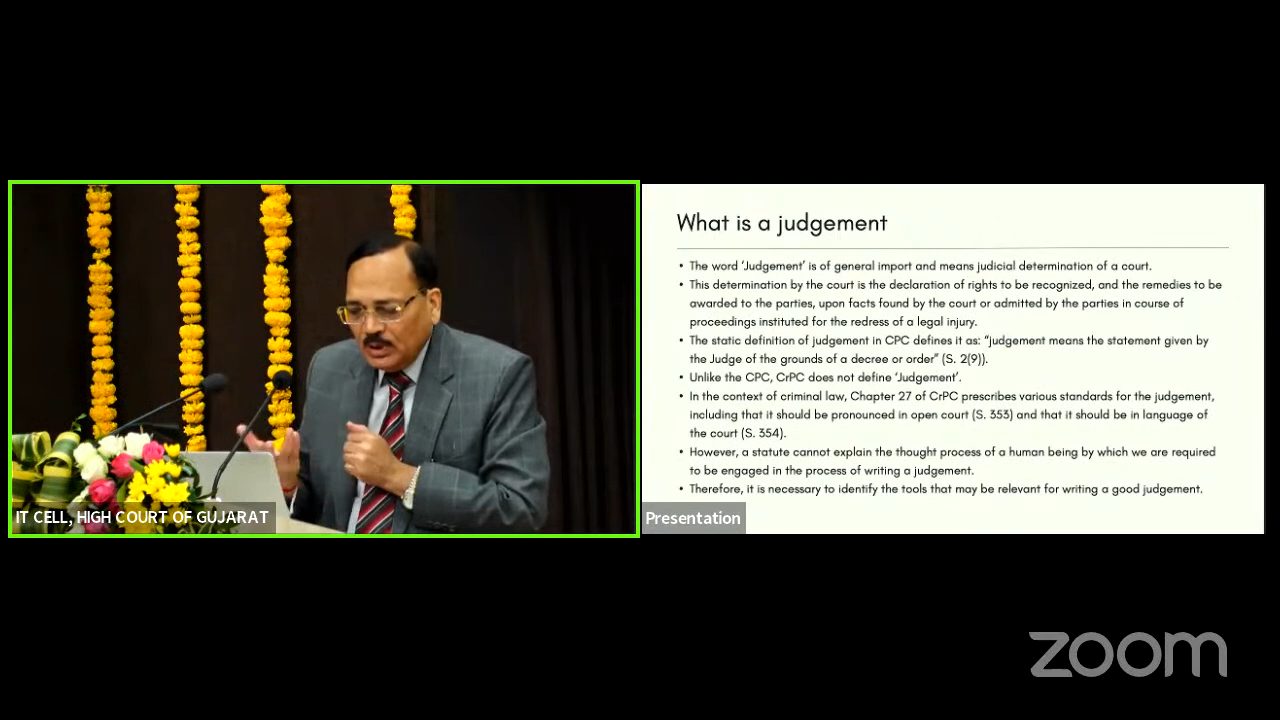 What is a judgement
• The word ‘Judgement’ is of general import and means judicial determination of a court.
• This determination by the court is the declaration of rights to be recognized, and the remedies to be
awarded to the parties, upon facts found by the court or admitted by the parties in course of
proceedings instituted for the redress of a legal injury.
• The static definition of judgement in CPC defines it as: “judgement means the statement given by
the Judge of the grounds of a decree or order” (S. 2(9)).
• Unlike the CPC, CrPC does not define ‘Judgement’.
• In the context of criminal law, Chapter 27 of CrPC prescribes various standards for the judgement,
including that it should be pronounced in open court (S. 353) and that it should be in language of
the court (S. 354).
• However, a statute cannot explain the thought process of a human being by which we are required
to be engaged in the process of writing a judgement.
• Therefore, it is necessary to identify the tools that may be relevant for writing a good judgement.
IT CELL, HIGH COURT OF GUJARAT
Presentation
zoom